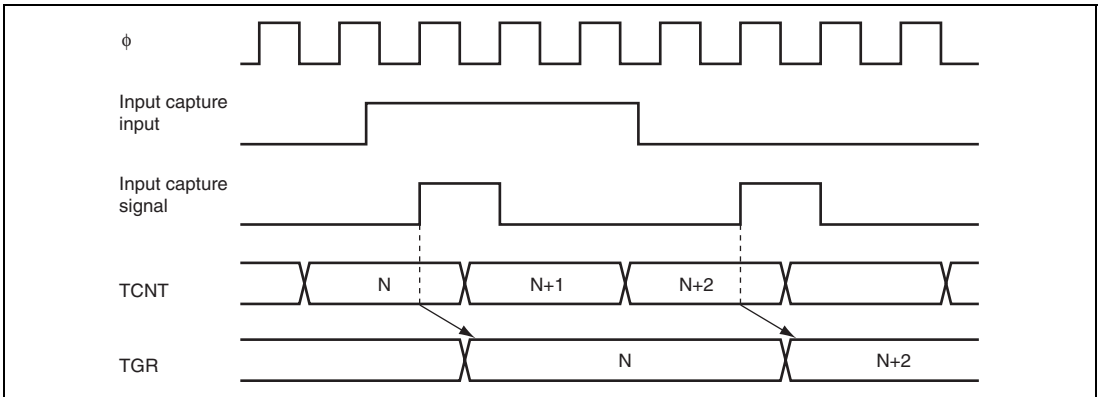 ϕ
Input capture
input
Input capture
signal
TCNT
N
N+1
N+2
TGR
N
N+2